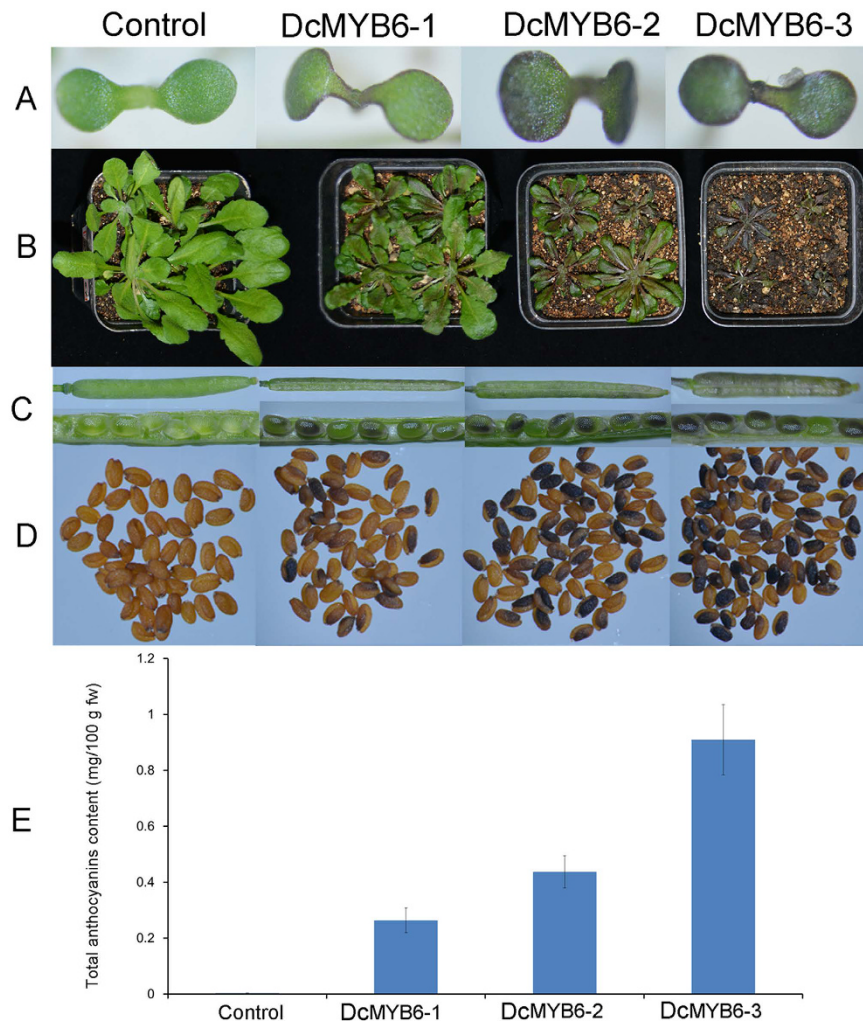 Control DcMYB6-1 DcMYB6-2 DcMYB6-3
A
B
C
D
E
Total anthocyanins content (mg/100 g fw)
1.2
1
0.8
0.6
0.4
0.2
0
Control DcMYB6-1 DcMYB6-2 DcMYB6-3